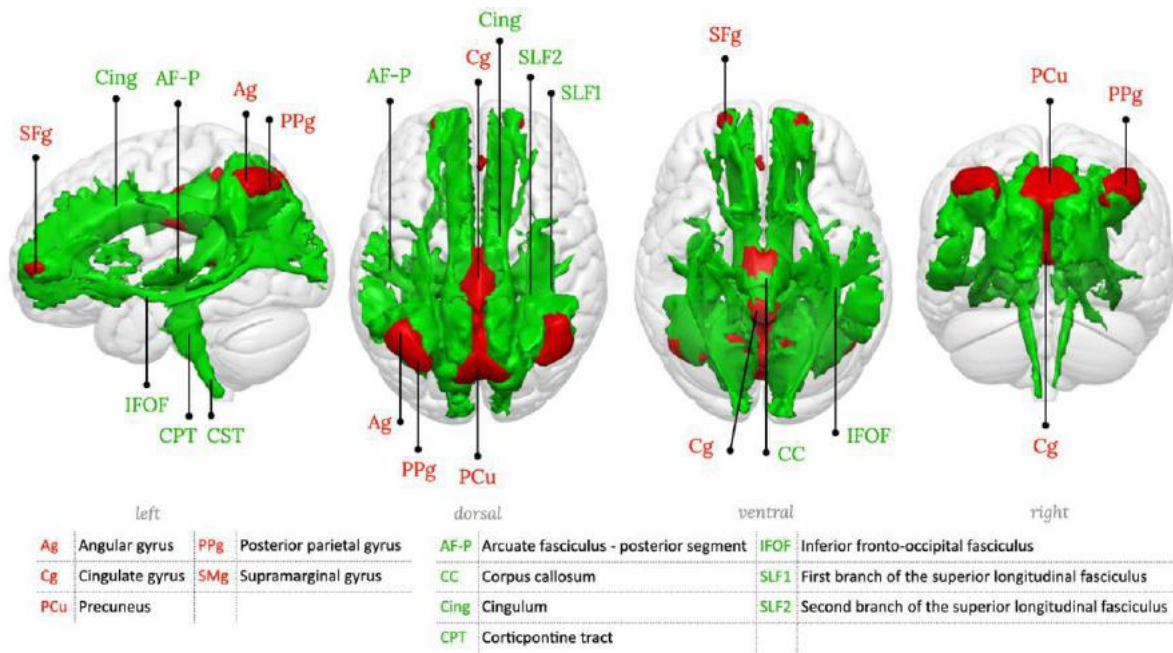 Cing
SFg
Cing
AF-P
Cg
SLF2
PCu
Cing AF-P
Ag
AF-P
SLF1
PPg
SFg
PPg
IFOF
CPT CST
Ag
PPg
PCu
Cg
CC
IFOF
Cg
left dorsal ventral right
Ag Angular gyrus PPg Posterior parietal gyrus
Cg Cingulate gyrus SMg Supramarginal gyrus
PCu Precuneus
AF-P Arcuate fasciculus - posterior segment IFOF Inferior fronto-occipital fasciculus
CC Corpus callosum SLF1 First branch of the superior longitudinal fasciculus
Cing Cingulum SLF2 Second branch of the superior longitudinal fasciculus
CPT Corticpontine tract